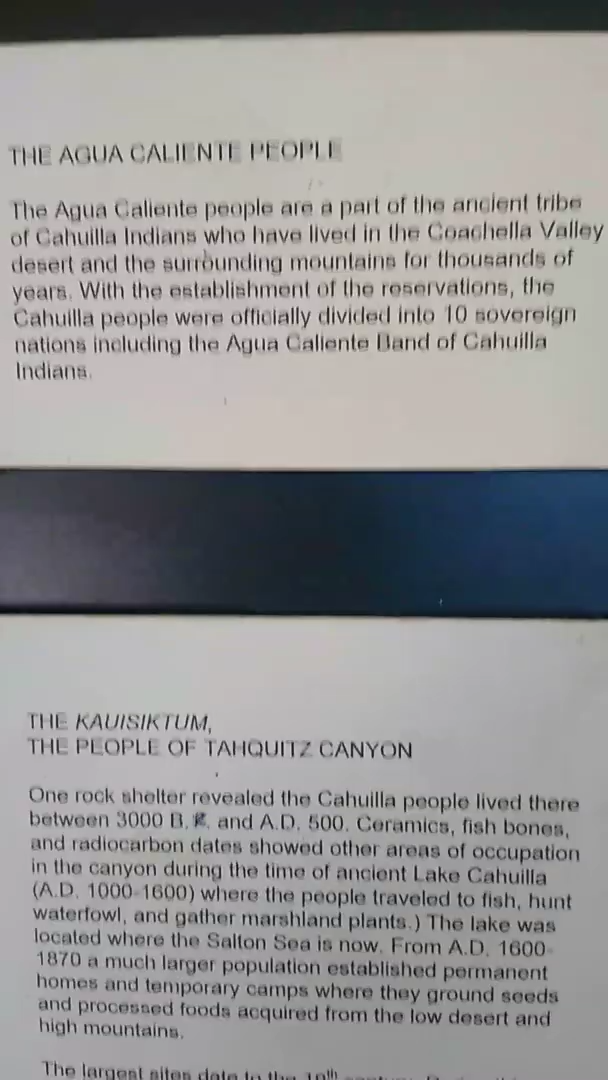 THE AGUA CALIENTE PEOPLE
The Agua Caliente people are a part of the ancient tribe
of Cahuilla Indians who have lived in the Coachella Valley
desert and the surrounding mountains for thousands of
years. With the establishment of the reservations, the
Cahuilla people were officially divided into 10 sovereign
nations including the Agua Caliente Band of Cahuilla
Indians.
THE KAUISIKTUM,
THE PEOPLE OF TAHQUITZ CANYON
One rock shelter revealed the Cahuilla people lived there
between 3000 B. and A.D. 500. Ceramics, fish bones,
and radiocarbon dates showed other areas of occupation
in the canyon during the time of ancient Lake Cahuilla
(A.D. 1000-1600) where the people traveled to fish, hunt
waterfowl, and gather marshland plants.) The lake was
located where the Salton Sea is now. From A.D. 1600-
1870 a much larger population established permanent
homes and temporary camps where they ground seeds
and processed foods acquired from the low desert and
high mountains.
The largest sites date to the 19th